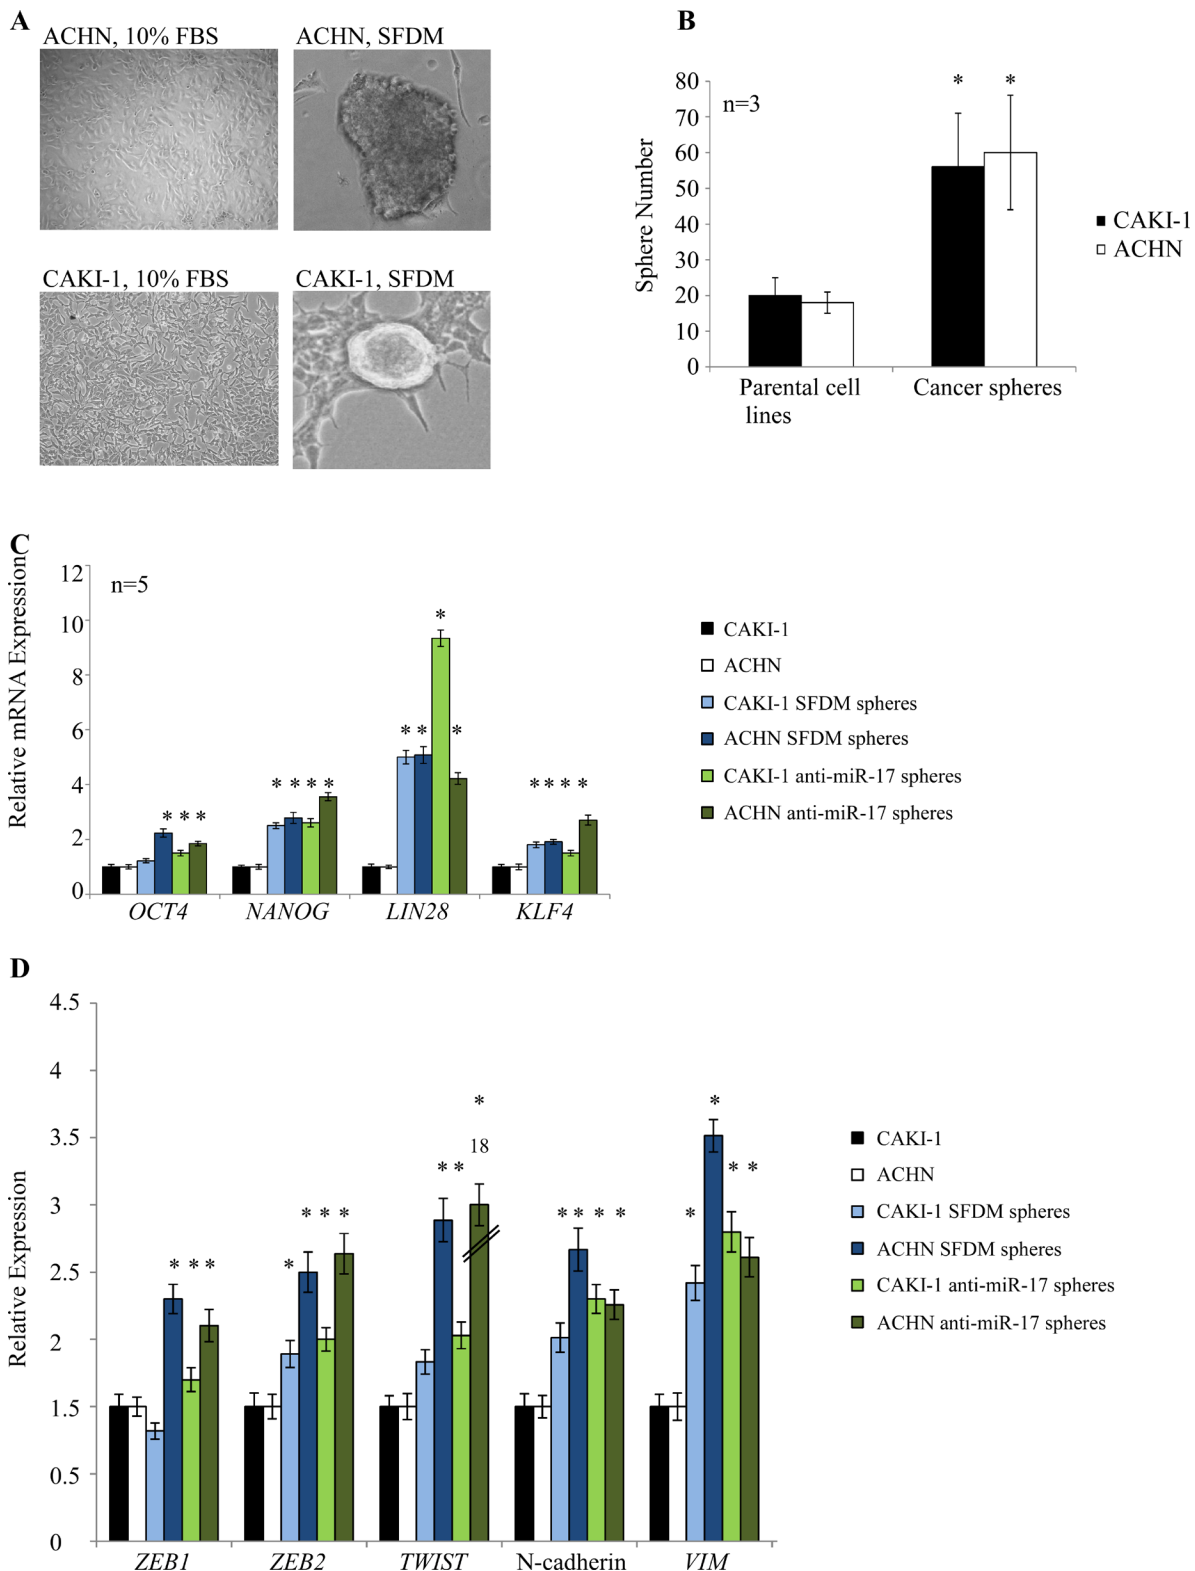 A
ACHN, 10% FBS
ACHN, SFDM
CAKI-1, 10% FBS
CAKI-1, SFDM
B
80
70
60
50
40
30
20
10
0
Sphere Number
n=3
* *
Parental cell
lines
Cancer spheres
CAKI-1
ACHN
C
12
10
8
6
4
2
0
Relative mRNA Expression
n=5
* * *
* * * *
* * * *
* * * *
OCT4 NANOG LIN28 KLF4
CAKI-1
ACHN
CAKI-1 SFDM spheres
ACHN SFDM spheres
CAKI-1 anti-miR-17 spheres
ACHN anti-miR-17 spheres
D
4.5
4
3.5
3
2.5
2
1.5
0.5
0
Relative Expression
* * *
* * * *
* * *
18
* * * *
* * * *
ZEB1 ZEB2 TWIST N-cadherin VIM
CAKI-1
ACHN
CAKI-1 SFDM spheres
ACHN SFDM spheres
CAKI-1 anti-miR-17 spheres
ACHN anti-miR-17 spheres